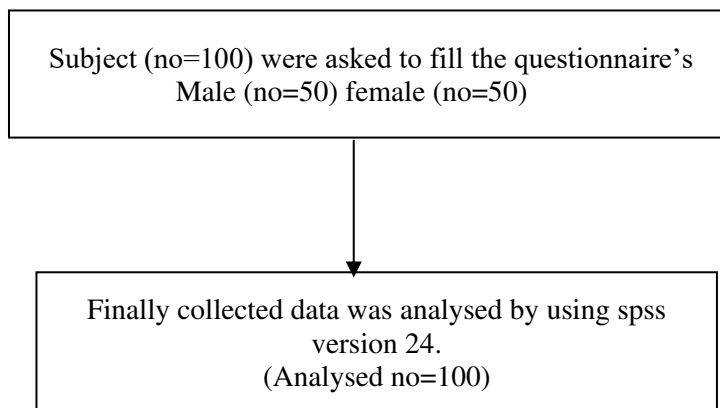 Subject (no=100) were asked to fill the questionnaire’s
Male (no=50) female (no=50)
Finally collected data was analysed by using spss
version 24.
(Analysed no=100)